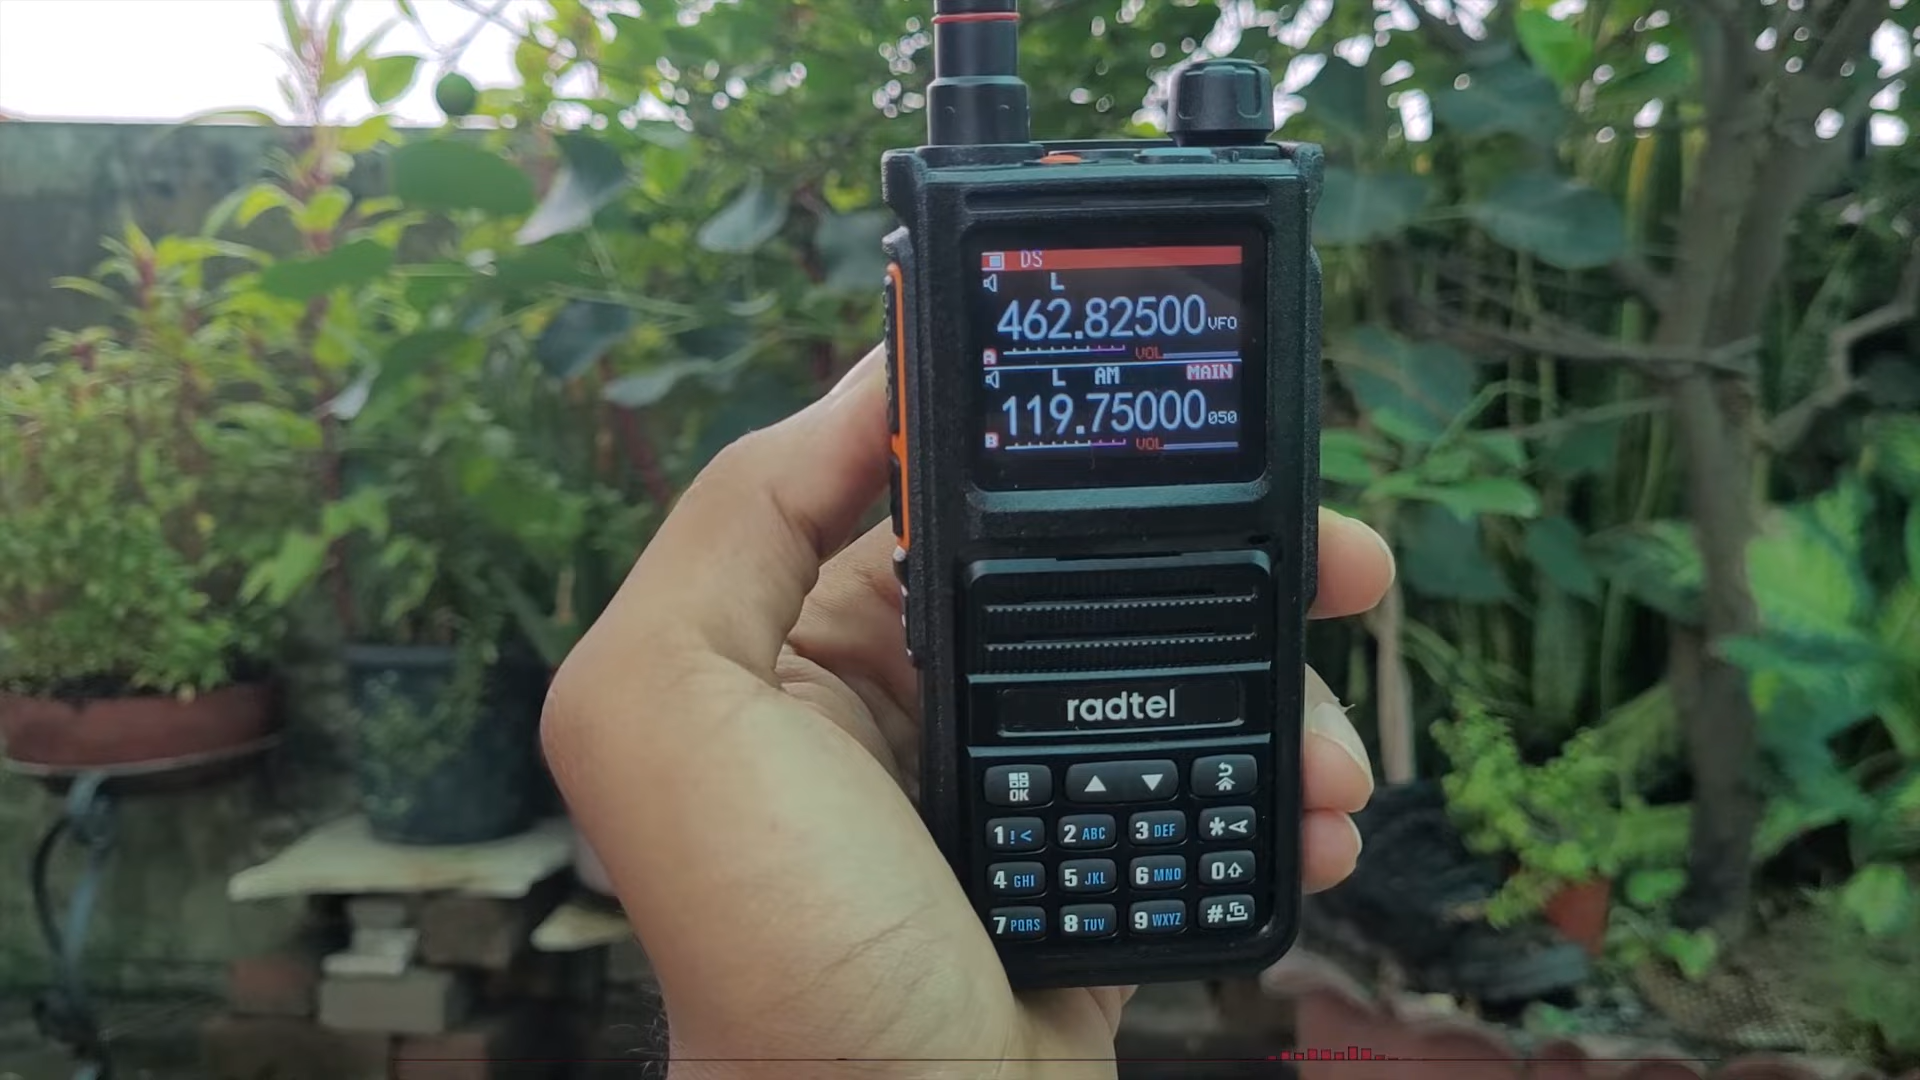 DS
L
462.82500 VFO
A VOL
L AM MAIN
119.75000 050
B VOL
radtel
OK
1 ! < 2 ABC 3 DEF *
4 GHI 5 JKL 6 MNO 0
7 PQRS 8 TUV 9 WXYZ #